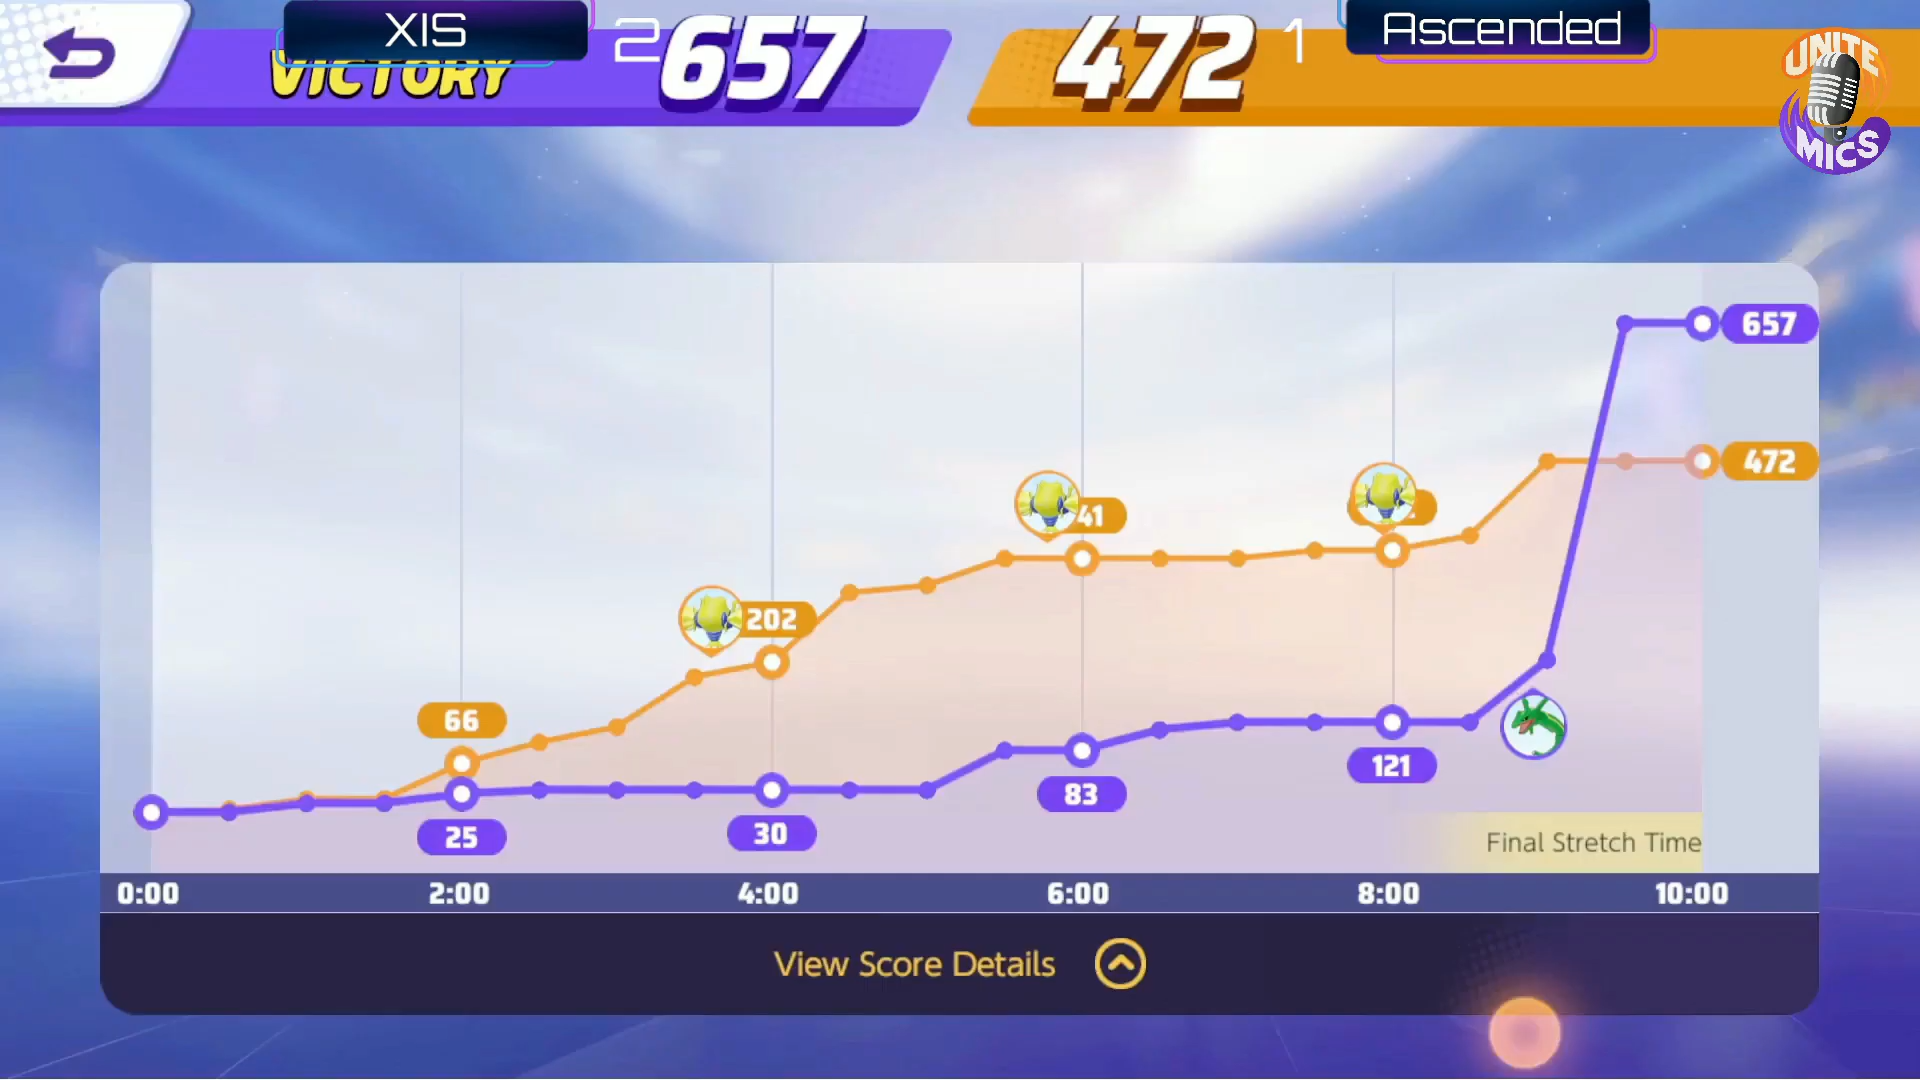 XIS
2
657
472
1
Ascended
VICTORY
UNITE
MICS
657
472
41
202
66
121
83
25
30
Final Stretch Time
0:00 2:00 4:00 6:00 8:00 10:00
View Score Details